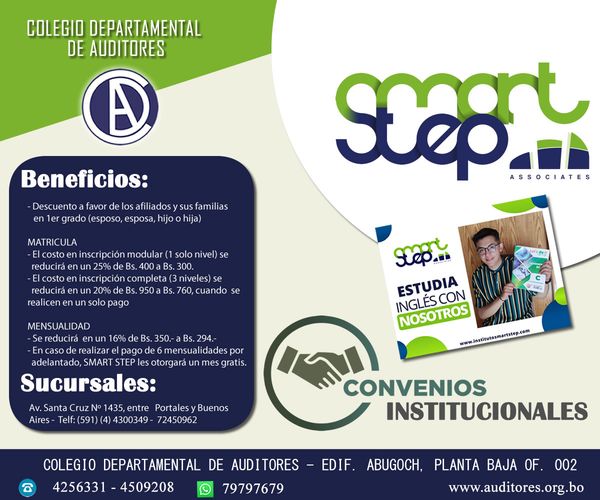 COLEGIO DEPARTAMENTAL
DE AUDITORES
CDA
smart
step
ASSOCIATES
Beneficios:
- Descuento a favor de los afiliados y sus familias
en 1er grado (esposo, esposa, hijo o hija)
MATRICULA
- El costo en inscripción modular (1 solo nivel) se
reducirá en un 25% de Bs. 400 a Bs. 300.
- El costo en inscripción completa (3 niveles) se
reducirá en un 20% de Bs. 950 a Bs. 760, cuando se
realicen en un solo pago
MENSUALIDAD
- Se reducirá en un 16% de Bs. 350.- a Bs. 294.-
- En caso de realizar el pago de 6 mensualidades por
adelantado, SMART STEP les otorgará un mes gratis.
Sucursales:
Av. Santa Cruz Nº 1435, entre Portales y Buenos
Aires - Telf: (591) (4) 4300349 - 72450962
smart
step
ESTUDIA
INGLÉS CON
NOSOTROS
www.institutosmartstep.com
CONVENIOS
INSTITUCIONALES
COLEGIO DEPARTAMENTAL DE AUDITORES - EDIF. ABUGOCH, PLANTA BAJA OF. 002
4256331 - 4509208
79797679
www.auditores.org.bo